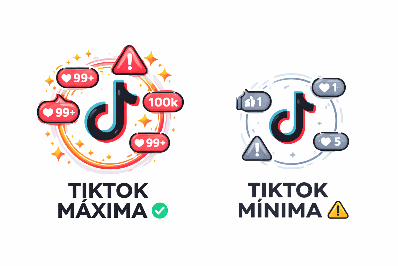 99+
99+
100k
99+
TIKTOK
MÁXIMA
1
1
5
TIKTOK
MÍNIMA